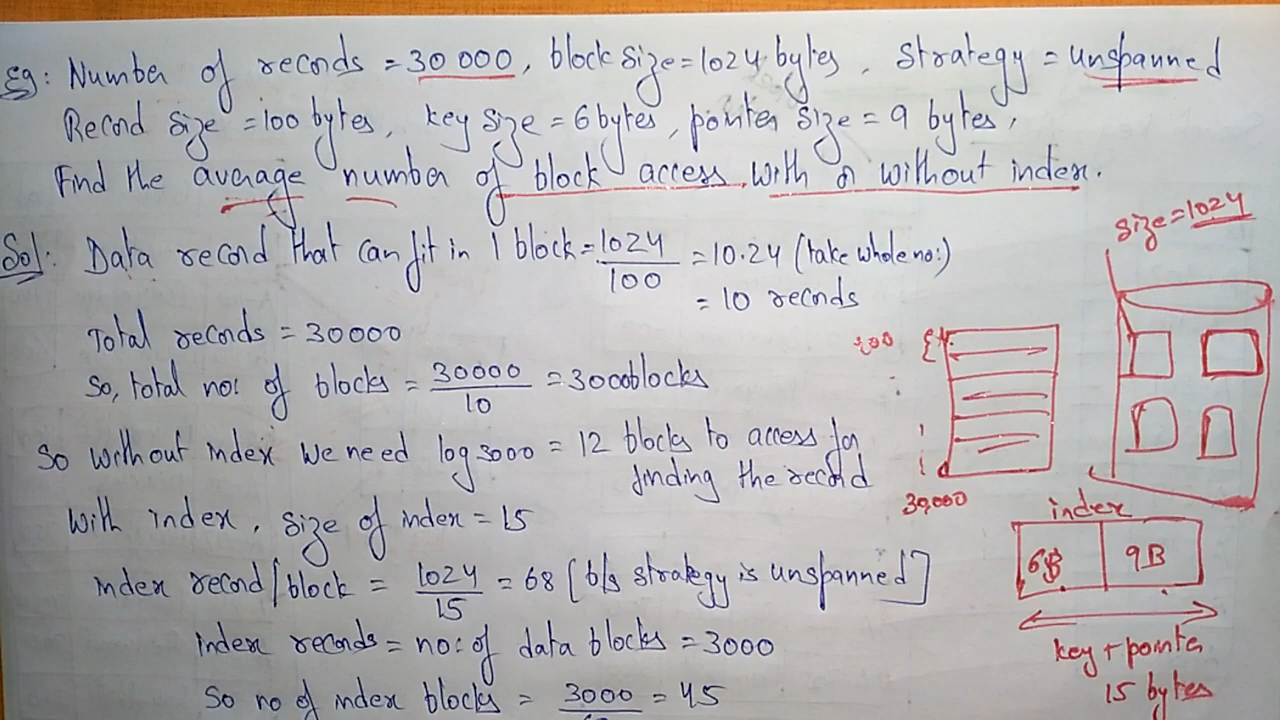 Eg: Number of records = 30 000, block size = 1024 bytes, Strategy = unspanned
Record size = 100 bytes, key size = 6 bytes, pointer size = 9 bytes,
Find the average number of block access with & without index.
Sol: Data record that can fit in 1 block = 1024/100 = 10.24 (take whole no:)
= 10 records
Total records = 30000
So, total no: of blocks = 30000/10 = 3000blocks
So without index we need log 3000 = 12 blocks to access for
finding the record
With index, size of index = 15
index record/block = 1024/15 = 68 [b/s strategy is unspanned]
index records = no: of data blocks = 3000
So no of index blocks = 3000 = 45
size = 1024
30,000
index
6B 9B
key + pointer
15 bytes